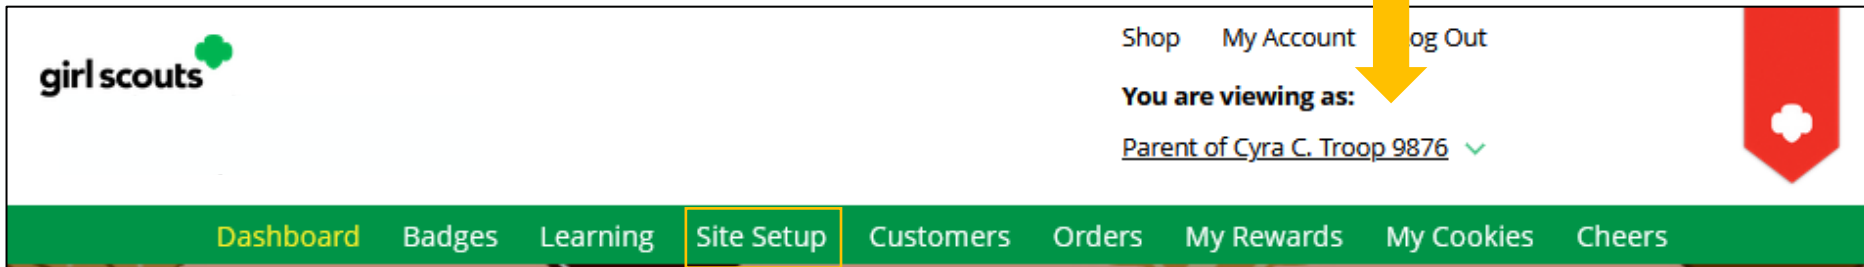 girl scouts
Shop My Account og Out
You are viewing as:
Parent of Cyra C. Troop 9876
Dashboard Badges Learning Site Setup Customers Orders My Rewards My Cookies Cheers